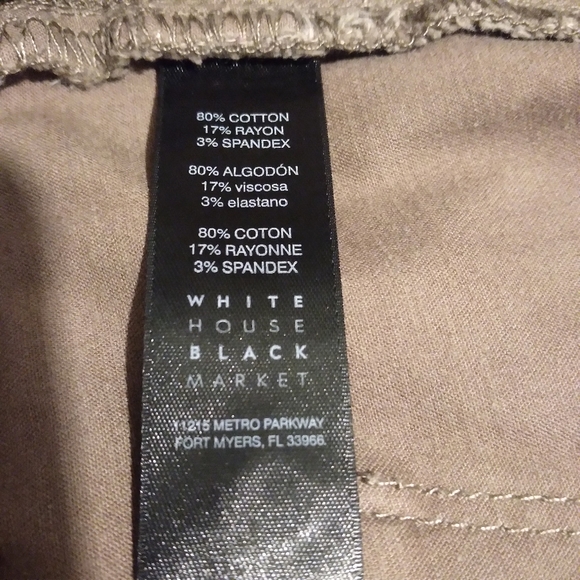 80% COTTON
17% RAYON
3% SPANDEX
80% ALGODÓN
17% viscosa
3% elastano
80% COTON
17% RAYONNE
3% SPANDEX
WHITE
HOUSE
BLACK
MARKET
11215 METRO PARKWAY
FORT MYERS, FL 33966